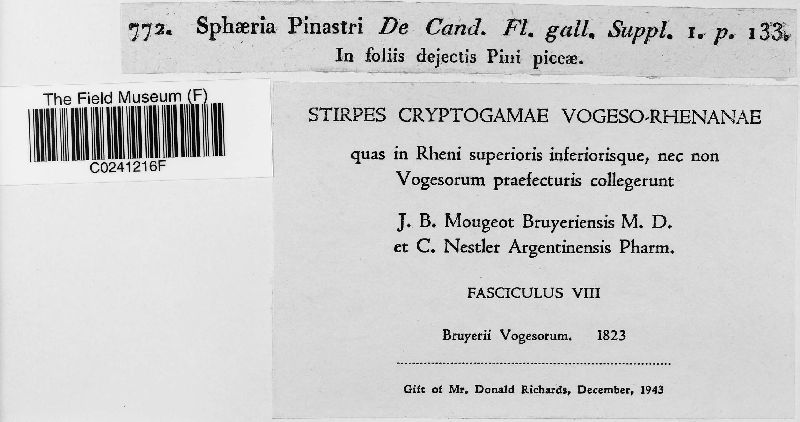 772. Sphæria Pinastri De Cand. Fl. gall. Suppl. 1. p. 133.
In foliis dejectis Pini piceæ.
The Field Museum (F)
C0241216F
STIRPES CRYPTOGAMAE VOGESO-RHENANAE
quas in Rheni superioris inferiorisque, nec non
Vogesorum praefecturis collegerunt
J. B. Mougeot Bruyeriensis M. D.
et C. Nestler Argentinensis Pharm.
FASCICULUS VIII
Bruyerii Vogesorum. 1823
Gift of Mr. Donald Richards, December, 1943